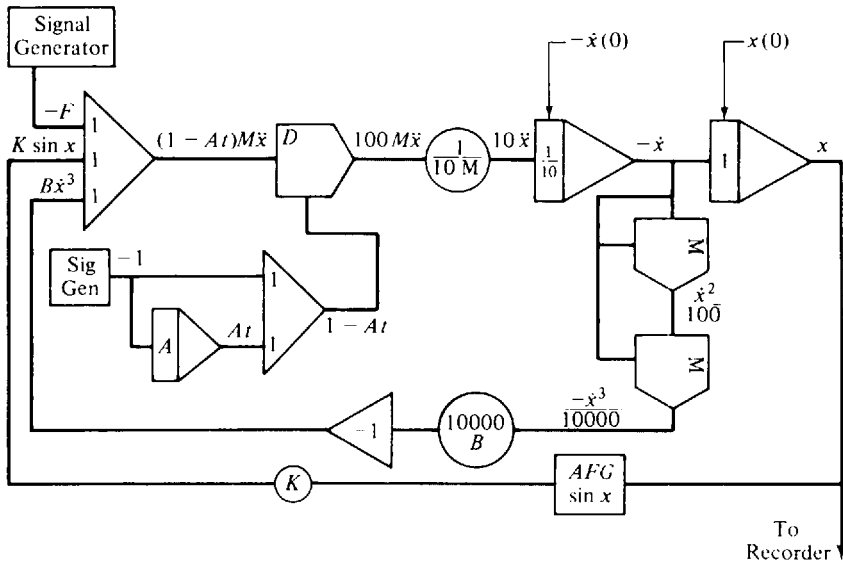 Signal
Generator
−ẋ(0)
x(0)
−F
1
K sin x
1
Bẋ³
1
(1 − At)Mẍ
D
100 Mẍ
1
10 M
10 ẍ
1
10
−ẋ
1
x
Sig
Gen
−1
1
A
At
1
1 − At
M
ẋ²
100
M
−1
10000
B
−ẋ³
10000
K
AFG
sin x
To
Recorder